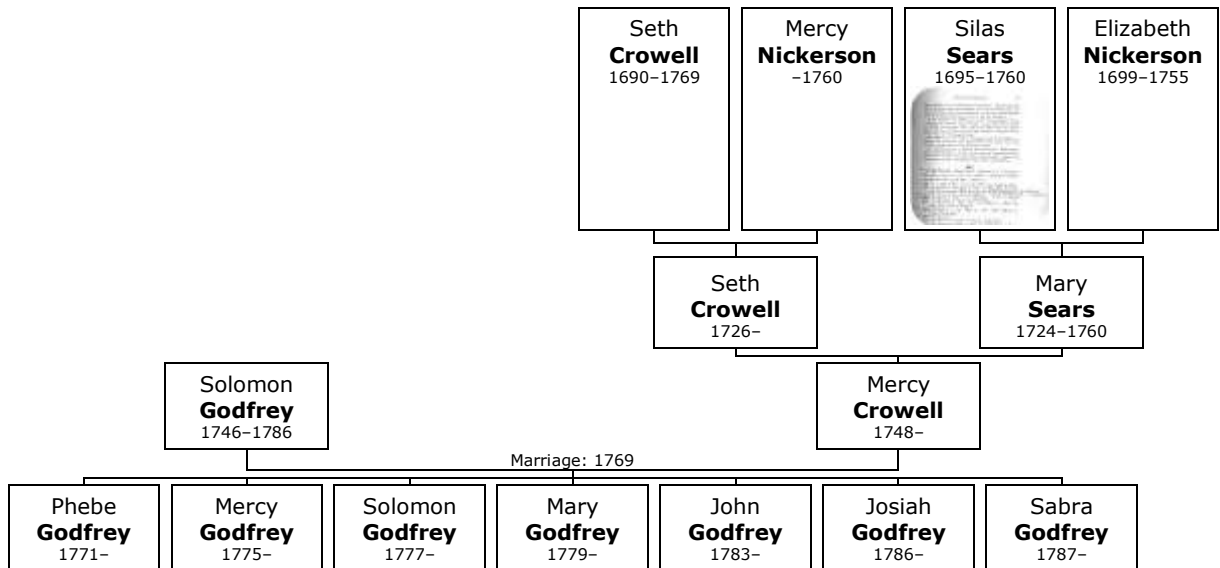 Seth
Crowell
1690–1769
Mercy
Nickerson
–1760
Silas
Sears
1695–1760
Elizabeth
Nickerson
1699–1755
Seth
Crowell
1726–
Mary
Sears
1724–1760
Solomon
Godfrey
1746–1786
Mercy
Crowell
1748–
Marriage: 1769
Phebe
Godfrey
1771–
Mercy
Godfrey
1775–
Solomon
Godfrey
1777–
Mary
Godfrey
1779–
John
Godfrey
1783–
Josiah
Godfrey
1786–
Sabra
Godfrey
1787–